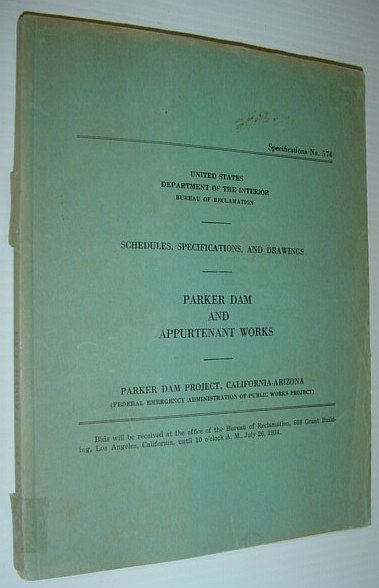 Specifications No. 574
UNITED STATES
DEPARTMENT OF THE INTERIOR
BUREAU OF RECLAMATION
SCHEDULES, SPECIFICATIONS, AND DRAWINGS
PARKER DAM
AND
APPURTENANT WORKS
PARKER DAM PROJECT, CALIFORNIA-ARIZONA
(FEDERAL EMERGENCY ADMINISTRATION OF PUBLIC WORKS PROJECT)
Bids will be received at the office of the Bureau of Reclamation, Grant Build-
ing, Los Angeles, California, until 10 o'clock A. M., July 26, 1934.